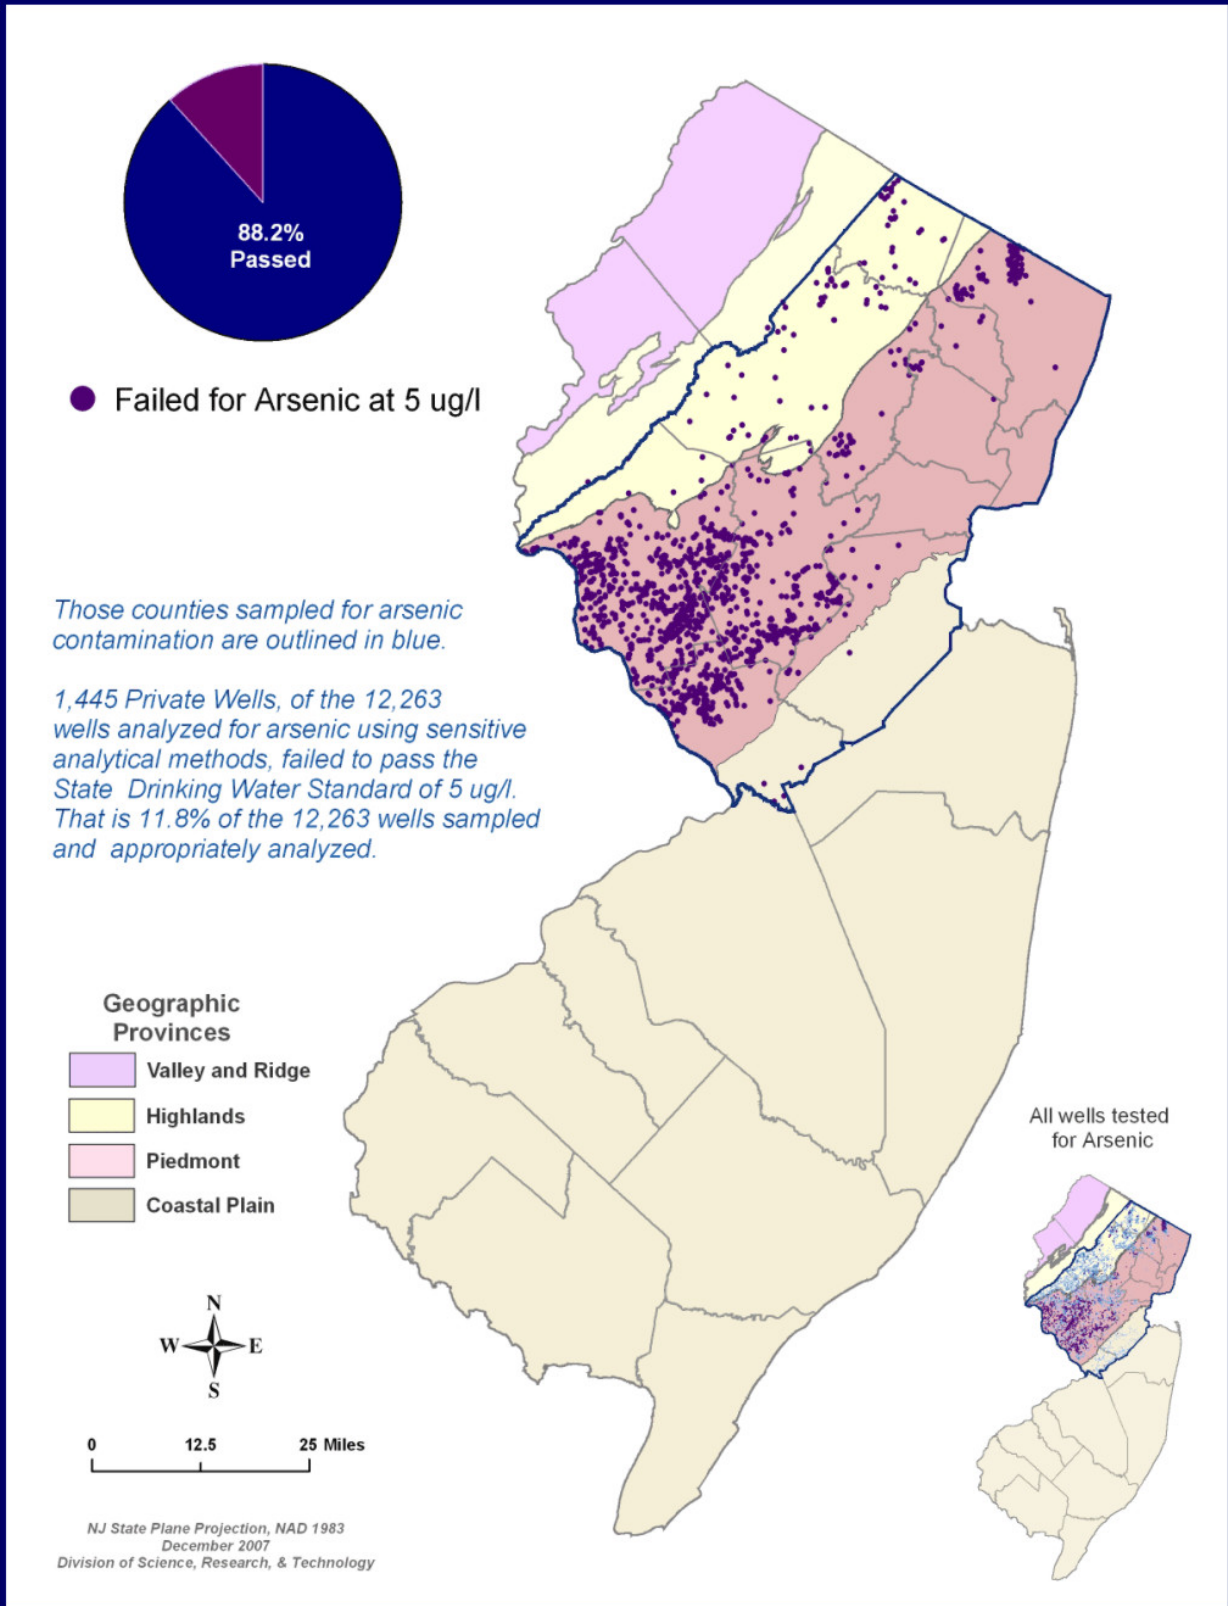 88.2%
Passed
Failed for Arsenic at 5 ug/l
Those counties sampled for arsenic
contamination are outlined in blue.
1,445 Private Wells, of the 12,263
wells analyzed for arsenic using sensitive
analytical methods, failed to pass the
State Drinking Water Standard of 5 ug/l.
That is 11.8% of the 12,263 wells sampled
and appropriately analyzed.
Geographic
Provinces
Valley and Ridge
Highlands
Piedmont
Coastal Plain
All wells tested
for Arsenic
N
W E
S
0 12.5 25 Miles
NJ State Plane Projection, NAD 1983
December 2007
Division of Science, Research, & Technology